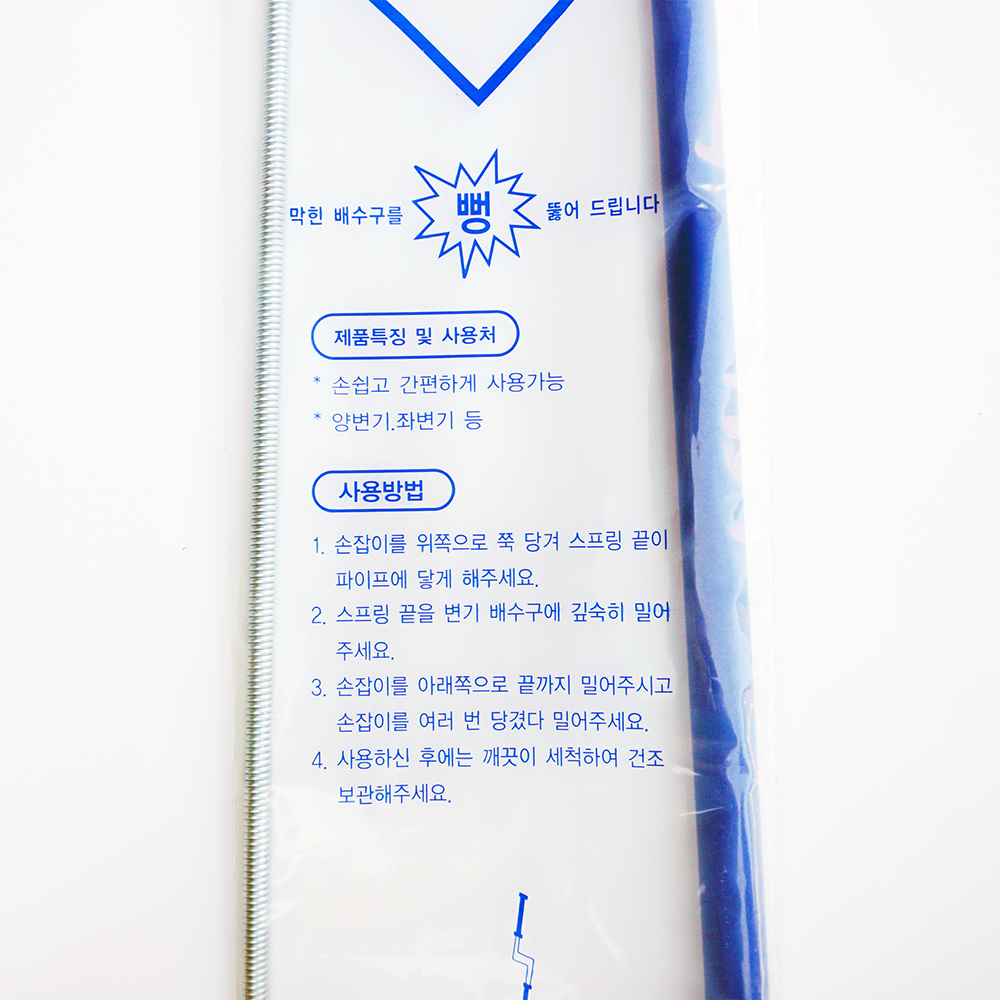 막힌 배수구를 뻥 뚫어 드립니다
제품특징 및 사용처
* 손쉽고 간편하게 사용가능
* 양변기.좌변기 등
사용방법
1. 손잡이를 위쪽으로 쭉 당겨 스프링 끝이
파이프에 닿게 해주세요.
2. 스프링 끝을 변기 배수구에 깊숙히 밀어
주세요.
3. 손잡이를 아래쪽으로 끝까지 밀어주시고
손잡이를 여러 번 당겼다 밀어주세요.
4. 사용하신 후에는 깨끗이 세척하여 건조
보관해주세요.